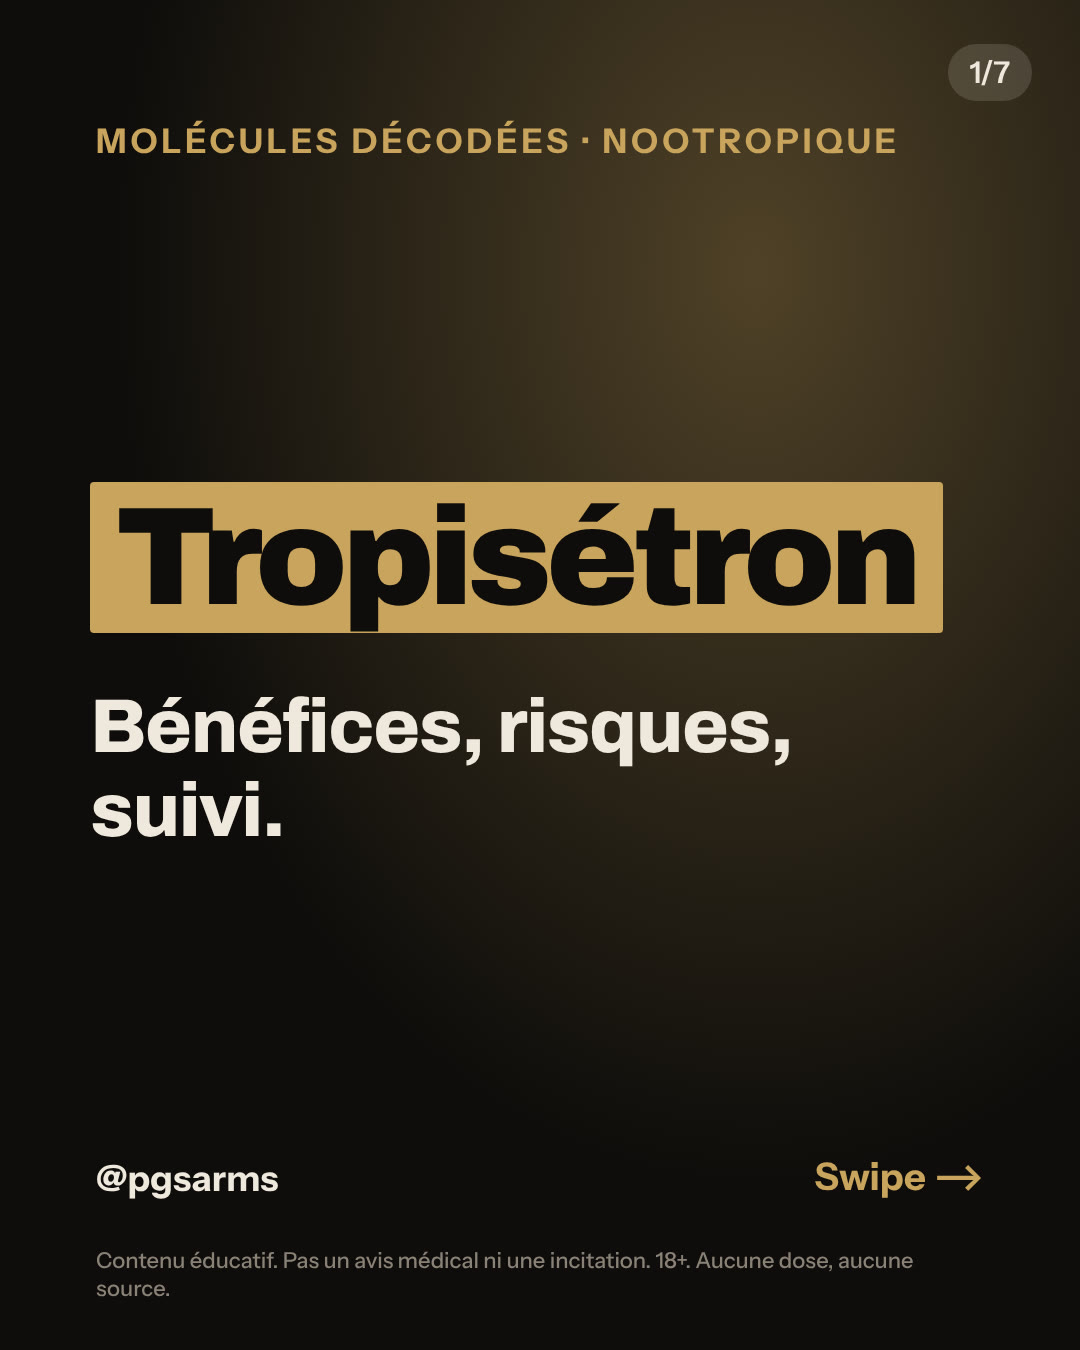 1/7
MOLÉCULES DÉCODÉES · NOOTROPIQUE
Tropisétron
Bénéfices, risques,
suivi.
@pgsarms
Swipe →
Contenu éducatif. Pas un avis médical ni une incitation. 18+. Aucune dose, aucune
source.